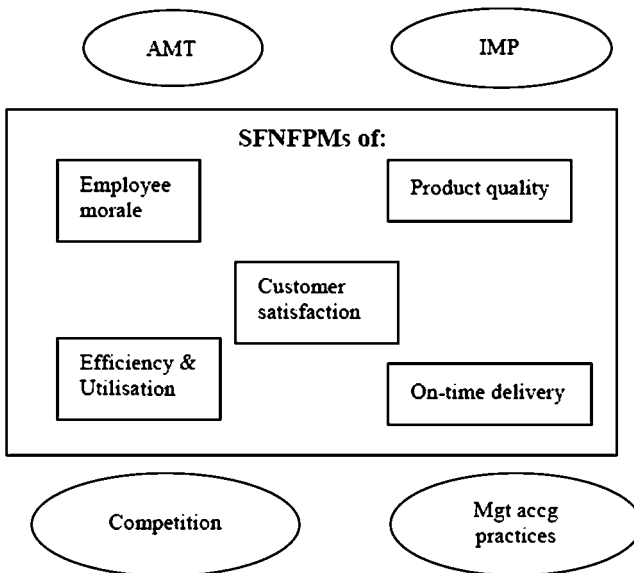 AMT
IMP
SFNFPMs of:
Employee
morale
Product quality
Customer
satisfaction
Efficiency &
Utilisation
On-time delivery
Competition
Mgt accg
practices